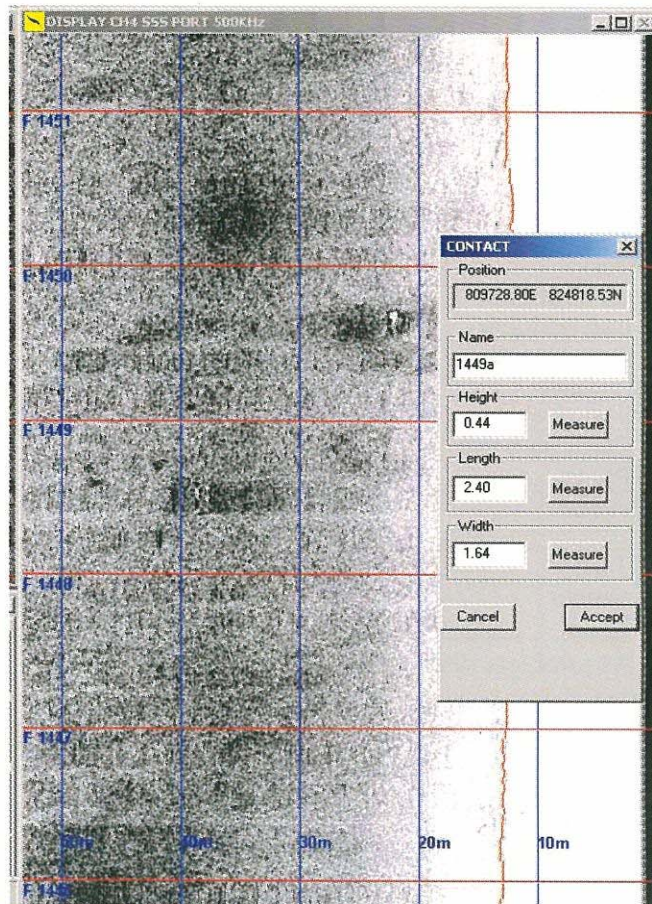 DISPLAY CH4 SSS PORT 500KHz
F 1451
F 1450
CONTACT
Position
809728.80E 824818.53N
Name
1449a
Height
0.44 Measure
F 1449
Length
2.40 Measure
Width
1.64 Measure
F 1448
Cancel Accept
F 1447
50m 40m 30m 20m 10m